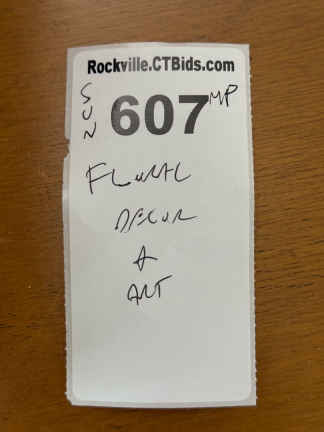 Rockville.CTBids.com
SUN 607 MP
FLORAL
DECOR
&
ART